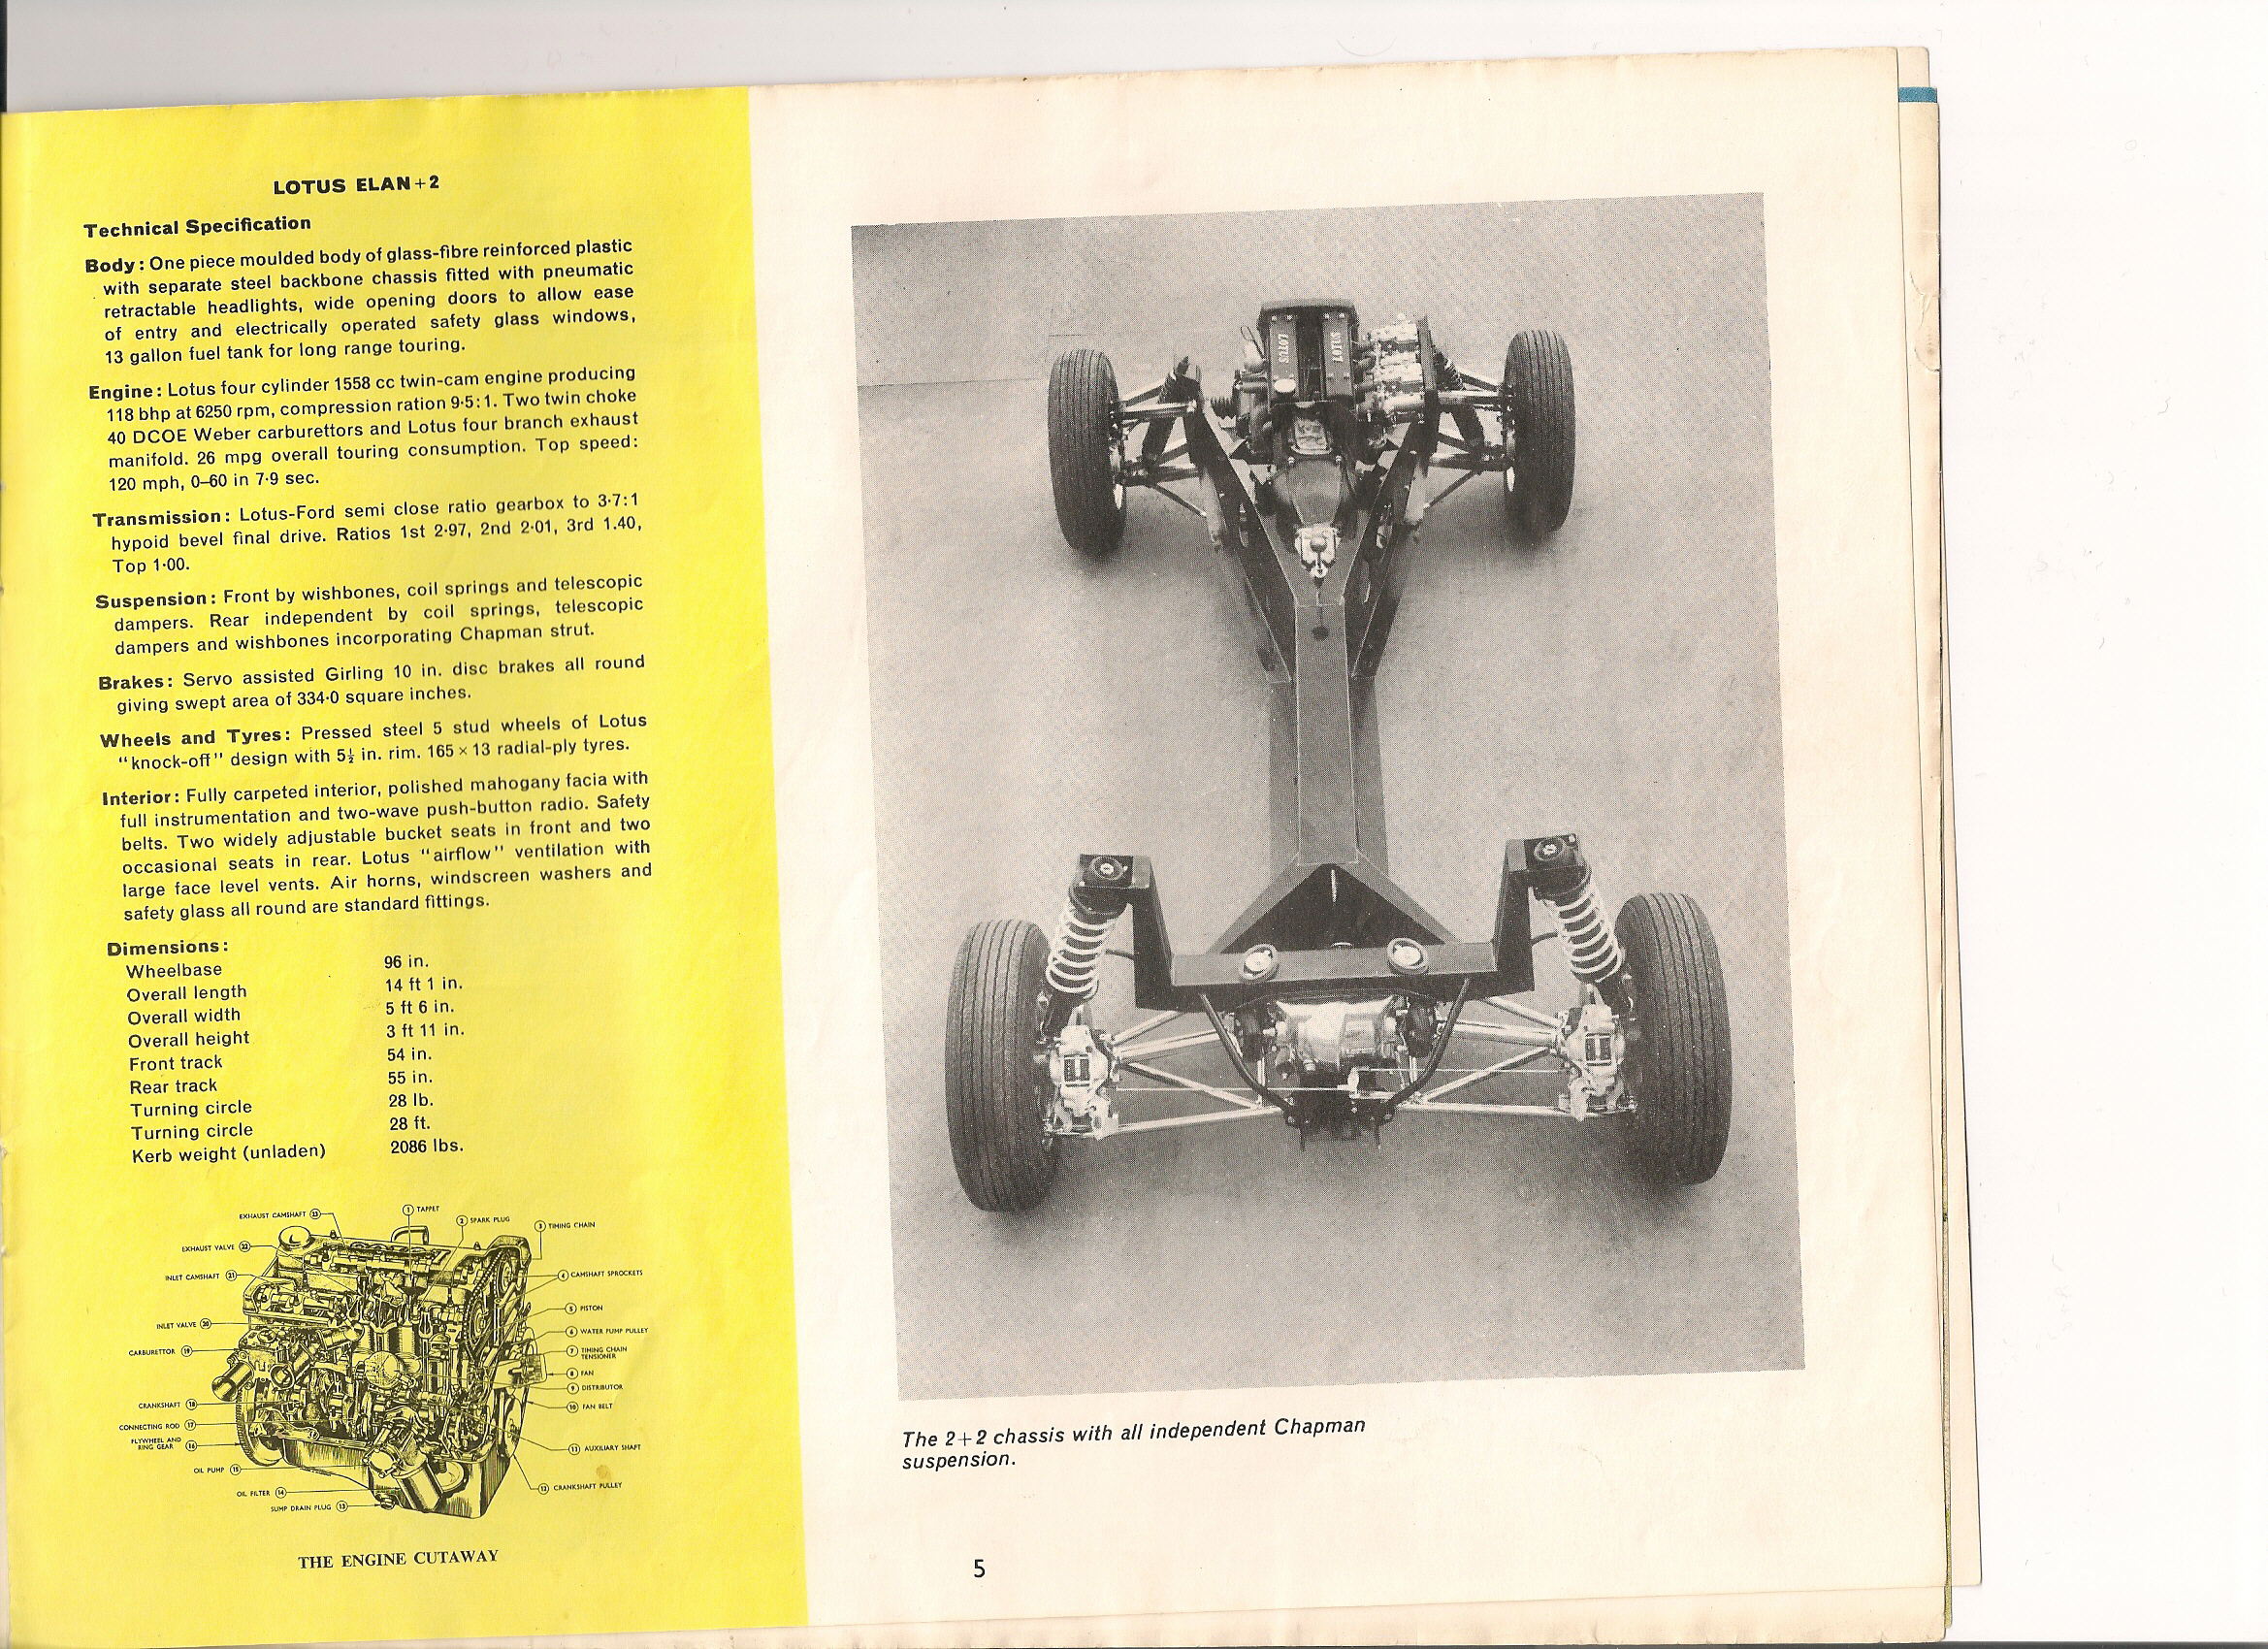 LOTUS ELAN+2
Technical Specification
Body: One piece moulded body of glass-fibre reinforced plastic
with separate steel backbone chassis fitted with pneumatic
retractable headlights, wide opening doors to allow ease
of entry and electrically operated safety glass windows,
13 gallon fuel tank for long range touring.
Engine: Lotus four cylinder 1558 cc twin-cam engine producing
118 bhp at 6250 rpm, compression ration 9·5:1. Two twin choke
40 DCOE Weber carburettors and Lotus four branch exhaust
manifold. 26 mpg overall touring consumption. Top speed:
120 mph, 0–60 in 7·9 sec.
Transmission: Lotus-Ford semi close ratio gearbox to 3·7:1
hypoid bevel final drive. Ratios 1st 2·97, 2nd 2·01, 3rd 1.40,
Top 1·00.
Suspension: Front by wishbones, coil springs and telescopic
dampers. Rear independent by coil springs, telescopic
dampers and wishbones incorporating Chapman strut.
Brakes: Servo assisted Girling 10 in. disc brakes all round
giving swept area of 334·0 square inches.
Wheels and Tyres: Pressed steel 5 stud wheels of Lotus
"knock-off" design with 5½ in. rim. 165 × 13 radial-ply tyres.
Interior: Fully carpeted interior, polished mahogany facia with
full instrumentation and two-wave push-button radio. Safety
belts. Two widely adjustable bucket seats in front and two
occasional seats in rear. Lotus "airflow" ventilation with
large face level vents. Air horns, windscreen washers and
safety glass all round are standard fittings.
Dimensions:
Wheelbase 96 in.
Overall length 14 ft 1 in.
Overall width 5 ft 6 in.
Overall height 3 ft 11 in.
Front track 54 in.
Rear track 55 in.
Turning circle 28 lb.
Turning circle 28 ft.
Kerb weight (unladen) 2086 lbs.
1 TAPPET
2 SPARK PLUG
3 TIMING CHAIN
4 CAMSHAFT SPROCKETS
5 PISTON
6 WATER PUMP PULLEY
7 TIMING CHAIN
TENSIONER
8 FAN
9 DISTRIBUTOR
10 FAN BELT
11 AUXILIARY SHAFT
12 CRANKSHAFT PULLEY
SUMP DRAIN PLUG 13
OIL FILTER 14
OIL PUMP 15
FLYWHEEL AND
RING GEAR 16
CONNECTING ROD 17
CRANKSHAFT 18
CARBURETTOR 19
INLET VALVE 20
INLET CAMSHAFT 21
EXHAUST VALVE 22
EXHAUST CAMSHAFT 23
THE ENGINE CUTAWAY
LOTUS
LOTUS
The 2+2 chassis with all independent Chapman
suspension.
5